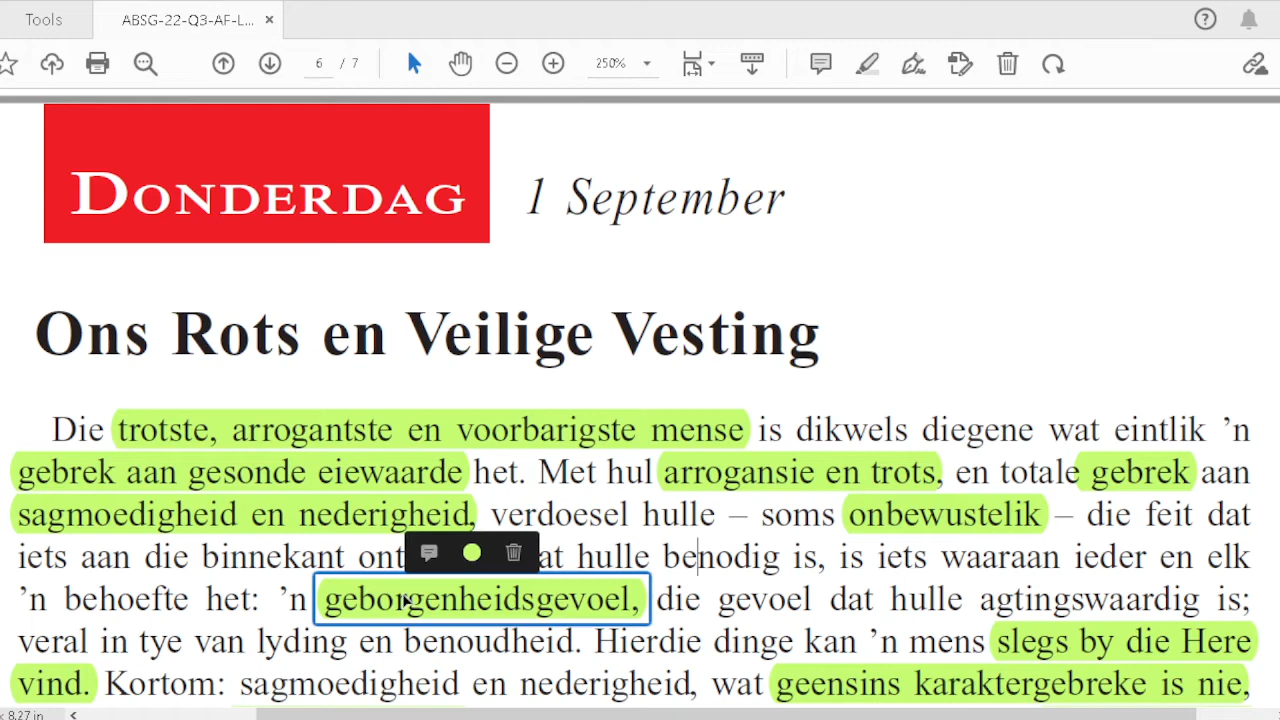 Tools ABSG-22-Q3-AF-L... ×
6 / 7 250%
DONDERDAG 1 September
Ons Rots en Veilige Vesting
Die trotste, arrogantste en voorbarigste mense is dikwels diegene wat eintlik ’n
gebrek aan gesonde eiewaarde het. Met hul arrogansie en trots, en totale gebrek aan
sagmoedigheid en nederigheid, verdoesel hulle – soms onbewustelik – die feit dat
iets aan die binnekant ont at hulle benodig is, is iets waaraan ieder en elk
’n behoefte het: ’n geborgenheidsgevoel, die gevoel dat hulle agtingswaardig is;
veral in tye van lyding en benoudheid. Hierdie dinge kan ’n mens slegs by die Here
vind. Kortom: sagmoedigheid en nederigheid, wat geensins karaktergebreke is nie,
x 8,27 in